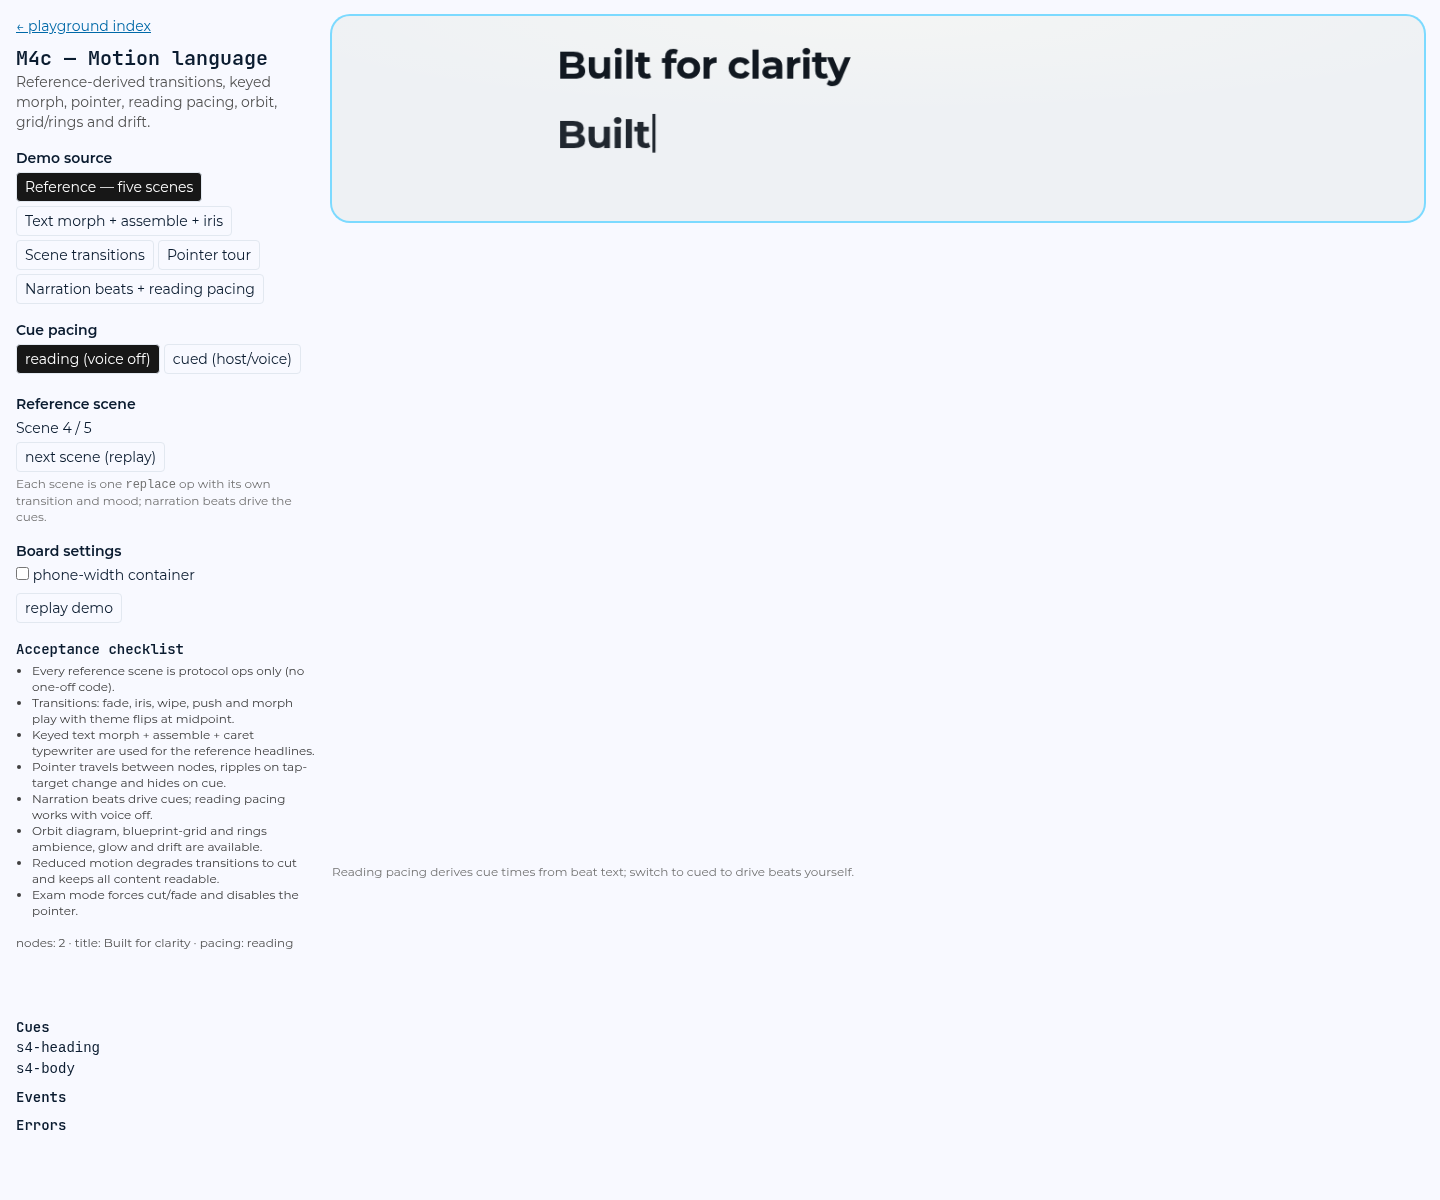 ← playground index
M4c — Motion language
Reference-derived transitions, keyed
morph, pointer, reading pacing, orbit,
grid/rings and drift.
Demo source
Reference — five scenes
Text morph + assemble + iris
Scene transitions
Pointer tour
Narration beats + reading pacing
Cue pacing
reading (voice off)
cued (host/voice)
Reference scene
Scene 4 / 5
next scene (replay)
Each scene is one replace op with its own
transition and mood; narration beats drive the
cues.
Board settings
phone-width container
replay demo
Acceptance checklist
• Every reference scene is protocol ops only (no
one-off code).
• Transitions: fade, iris, wipe, push and morph
play with theme flips at midpoint.
• Keyed text morph + assemble + caret
typewriter are used for the reference headlines.
• Pointer travels between nodes, ripples on tap-
target change and hides on cue.
• Narration beats drive cues; reading pacing
works with voice off.
• Orbit diagram, blueprint-grid and rings
ambience, glow and drift are available.
• Reduced motion degrades transitions to cut
and keeps all content readable.
• Exam mode forces cut/fade and disables the
pointer.
nodes: 2 · title: Built for clarity · pacing: reading
Cues
s4-heading
s4-body
Events
Errors
Built for clarity
Built
Reading pacing derives cue times from beat text; switch to cued to drive beats yourself.